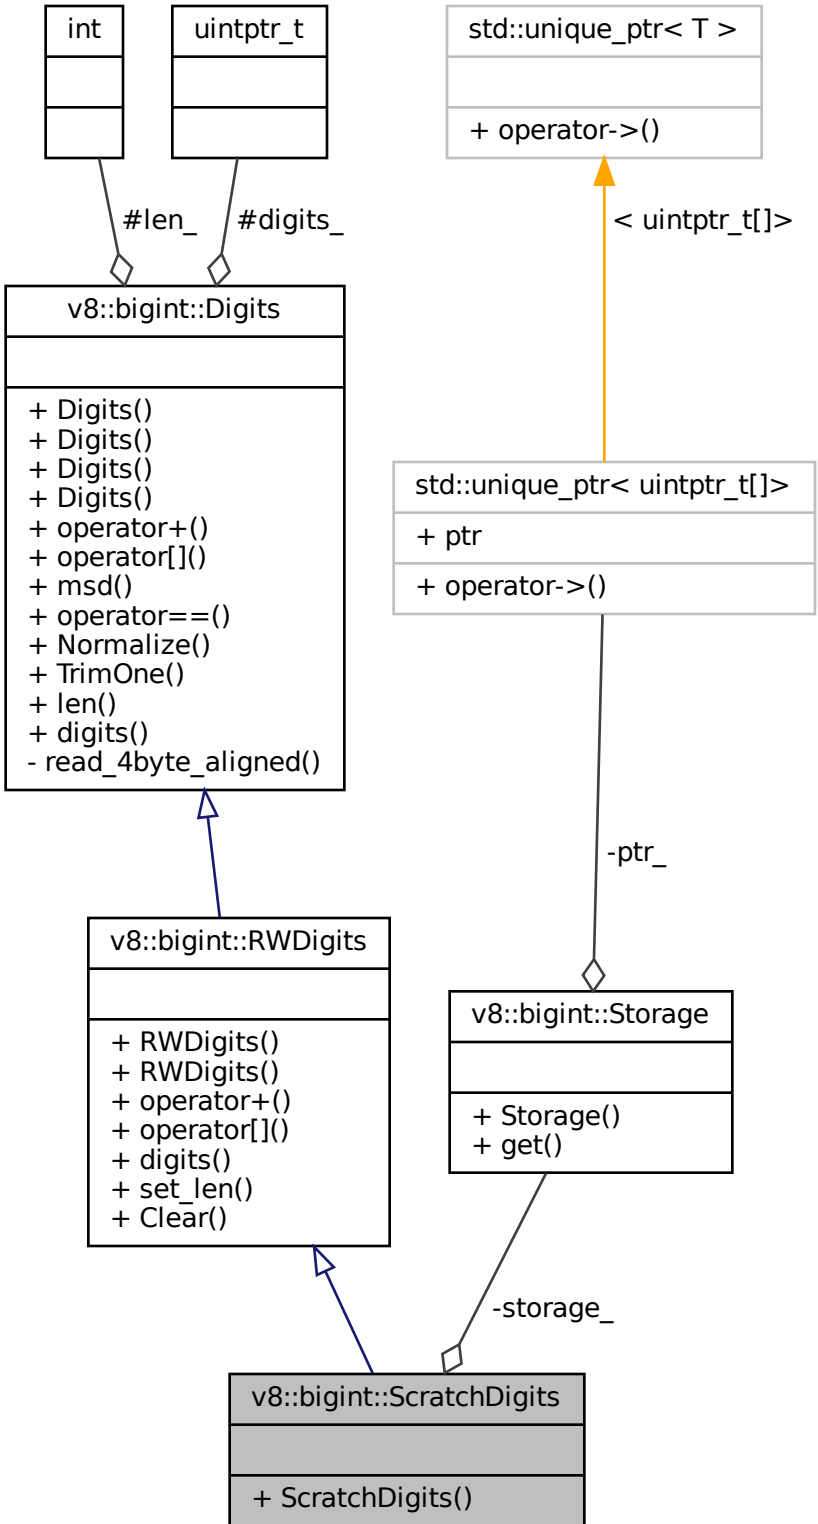 int
uintptr_t
std::unique_ptr< T >
+ operator->()
#len_
#digits_
< uintptr_t[]>
v8::bigint::Digits
+ Digits()
+ Digits()
+ Digits()
+ Digits()
+ operator+()
+ operator[]()
+ msd()
+ operator==()
+ Normalize()
+ TrimOne()
+ len()
+ digits()
- read_4byte_aligned()
std::unique_ptr< uintptr_t[]>
+ ptr
+ operator->()
-ptr_
v8::bigint::RWDigits
+ RWDigits()
+ RWDigits()
+ operator+()
+ operator[]()
+ digits()
+ set_len()
+ Clear()
v8::bigint::Storage
+ Storage()
+ get()
-storage_
v8::bigint::ScratchDigits
+ ScratchDigits()